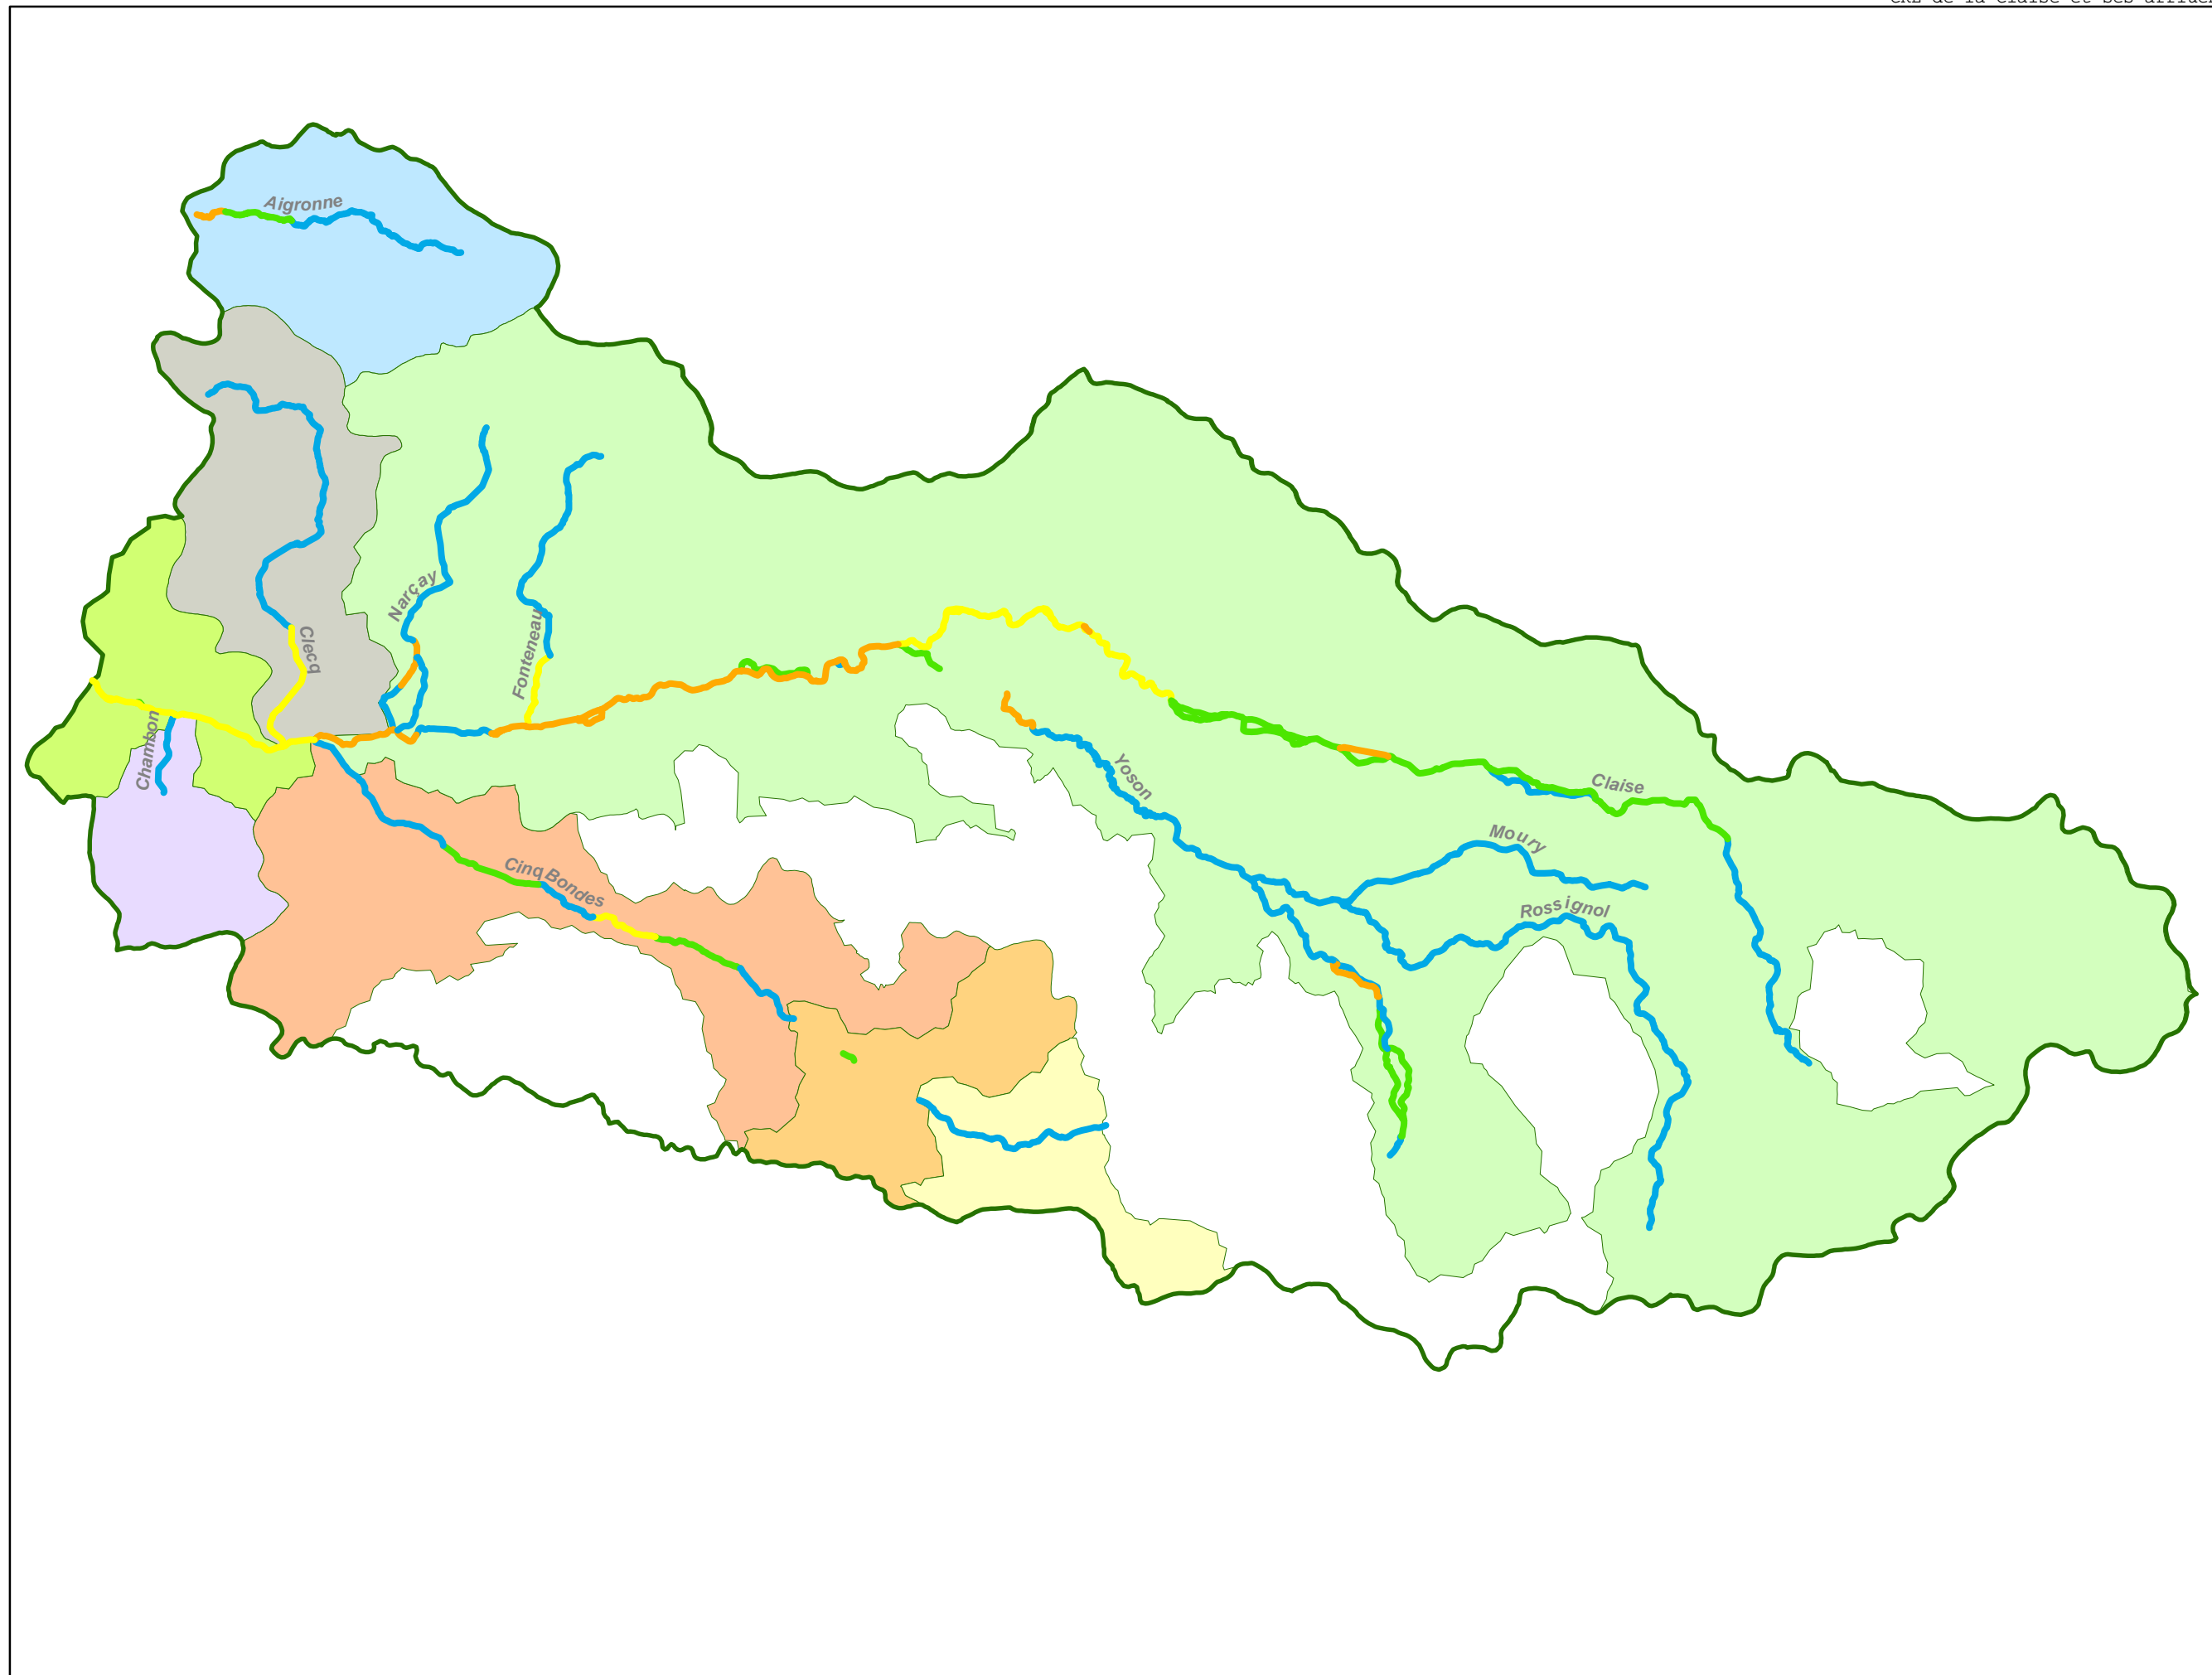 Aigronne
Narçay
Fonteneau
Clecq
Chambon
Yoson
Claise
Moury
Cinq Bondes
Rossignol